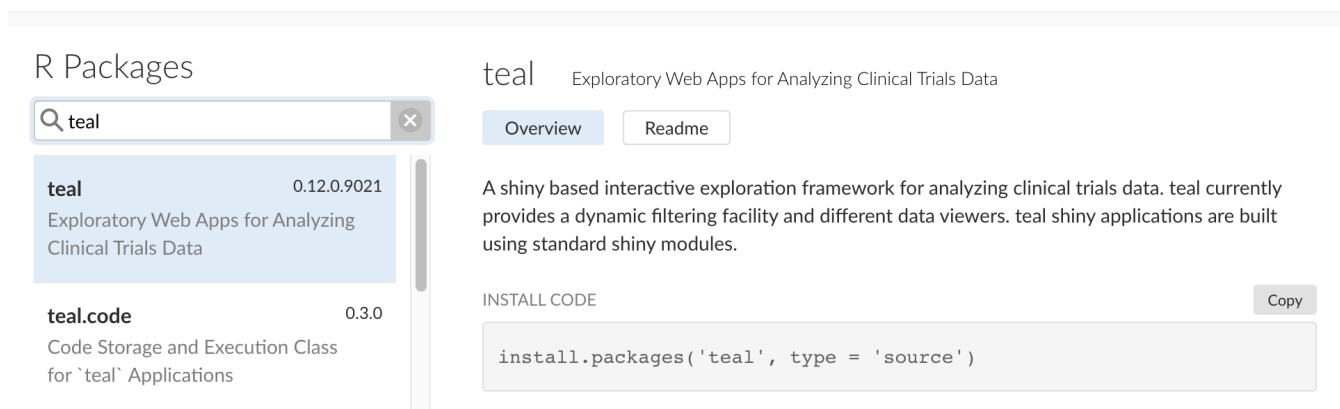 R Packages
teal
teal 0.12.0.9021
Exploratory Web Apps for Analyzing
Clinical Trials Data
teal.code 0.3.0
Code Storage and Execution Class
for `teal` Applications
teal Exploratory Web Apps for Analyzing Clinical Trials Data
Overview Readme
A shiny based interactive exploration framework for analyzing clinical trials data. teal currently
provides a dynamic filtering facility and different data viewers. teal shiny applications are built
using standard shiny modules.
INSTALL CODE Copy
install.packages('teal', type = 'source')